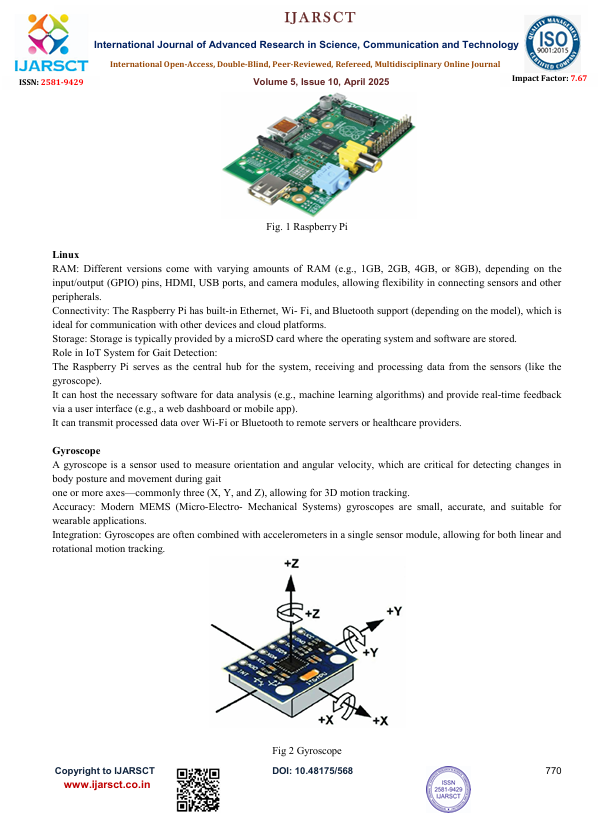 IJARSCT
International Journal of Advanced Research in Science, Communication and Technology
International Open-Access, Double-Blind, Peer-Reviewed, Refereed, Multidisciplinary Online Journal
IJARSCT
ISSN: 2581-9429
Volume 5, Issue 10, April 2025
QUALITY MANAGEMENT
ISO
9001:2015
CERTIFIED COMPANY
Impact Factor: 7.67
Fig. 1 Raspberry Pi
Linux
RAM: Different versions come with varying amounts of RAM (e.g., 1GB, 2GB, 4GB, or 8GB), depending on the
input/output (GPIO) pins, HDMI, USB ports, and camera modules, allowing flexibility in connecting sensors and other
peripherals.
Connectivity: The Raspberry Pi has built-in Ethernet, Wi- Fi, and Bluetooth support (depending on the model), which is
ideal for communication with other devices and cloud platforms.
Storage: Storage is typically provided by a microSD card where the operating system and software are stored.
Role in IoT System for Gait Detection:
The Raspberry Pi serves as the central hub for the system, receiving and processing data from the sensors (like the
gyroscope).
It can host the necessary software for data analysis (e.g., machine learning algorithms) and provide real-time feedback
via a user interface (e.g., a web dashboard or mobile app).
It can transmit processed data over Wi-Fi or Bluetooth to remote servers or healthcare providers.
Gyroscope
A gyroscope is a sensor used to measure orientation and angular velocity, which are critical for detecting changes in
body posture and movement during gait
one or more axes—commonly three (X, Y, and Z), allowing for 3D motion tracking.
Accuracy: Modern MEMS (Micro-Electro- Mechanical Systems) gyroscopes are small, accurate, and suitable for
wearable applications.
Integration: Gyroscopes are often combined with accelerometers in a single sensor module, allowing for both linear and
rotational motion tracking.
+Z
+Z
+Y
+Y
+X
+X
Fig 2 Gyroscope
Copyright to IJARSCT
www.ijarsct.co.in
DOI: 10.48175/568
ISSN
2581-9429
IJARSCT
770